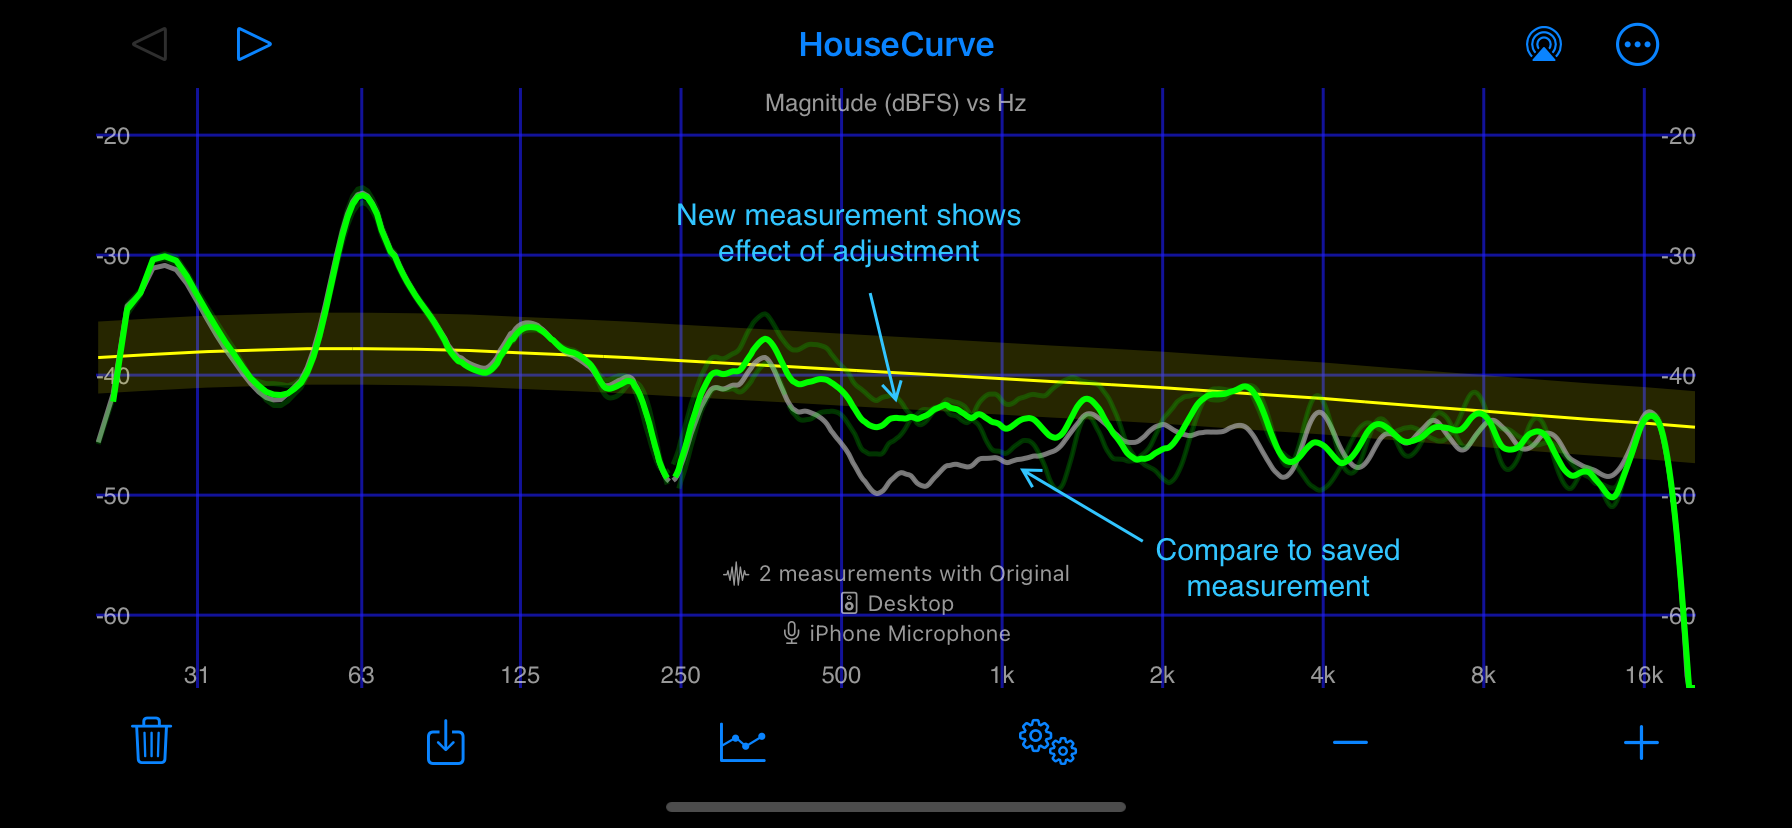 HouseCurve
Magnitude (dBFS) vs Hz
-20 -20
New measurement shows
effect of adjustment
-30 -30
-40 -40
-50 -50
Compare to saved
measurement
2 measurements with Original
Desktop
-60 -60
iPhone Microphone
31 63 125 250 500 1k 2k 4k 8k 16k